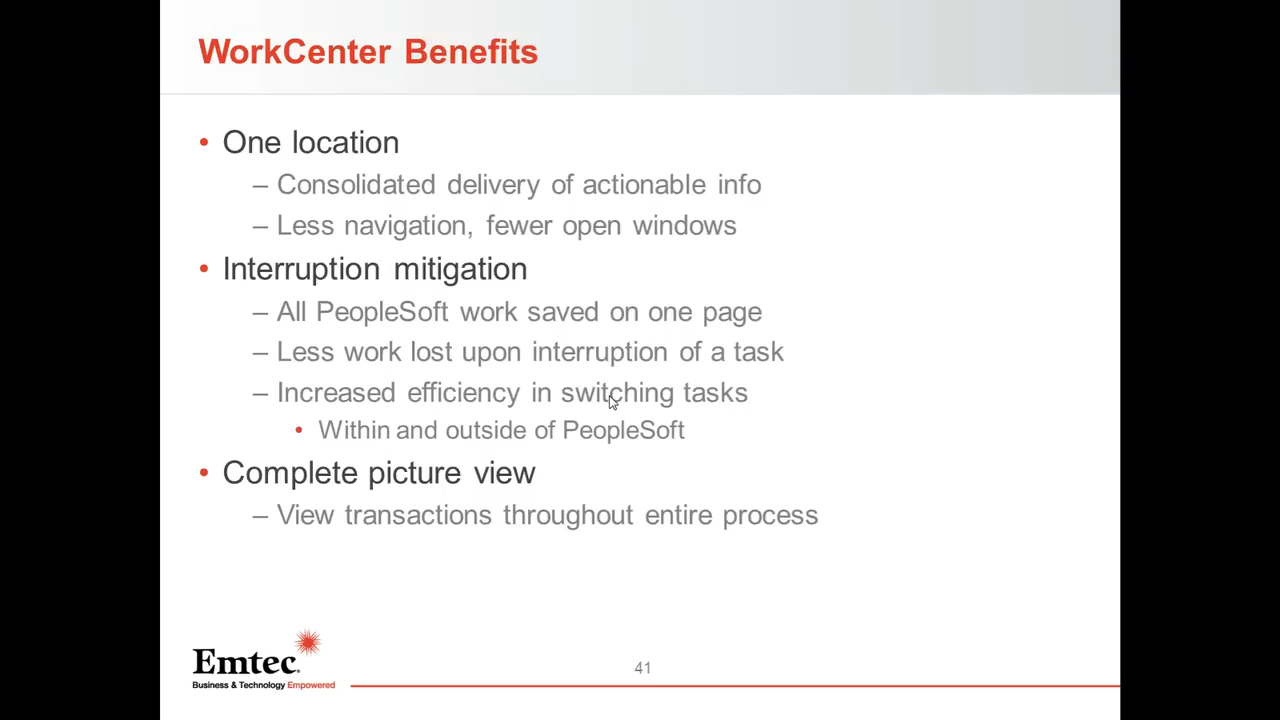 WorkCenter Benefits
• One location
– Consolidated delivery of actionable info
– Less navigation, fewer open windows
• Interruption mitigation
– All PeopleSoft work saved on one page
– Less work lost upon interruption of a task
– Increased efficiency in switching tasks
• Within and outside of PeopleSoft
• Complete picture view
– View transactions throughout entire process
Emtec
Business & Technology Empowered
41